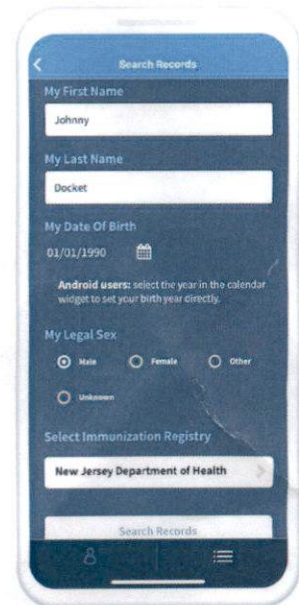 Search Records
My First Name
Johnny
My Last Name
Docket
My Date Of Birth
01/01/1990
Android users: select the year in the calendar
widget to set your birth year directly.
My Legal Sex
Male Female Other
Unknown
Select Immunization Registry
New Jersey Department of Health
Search Records